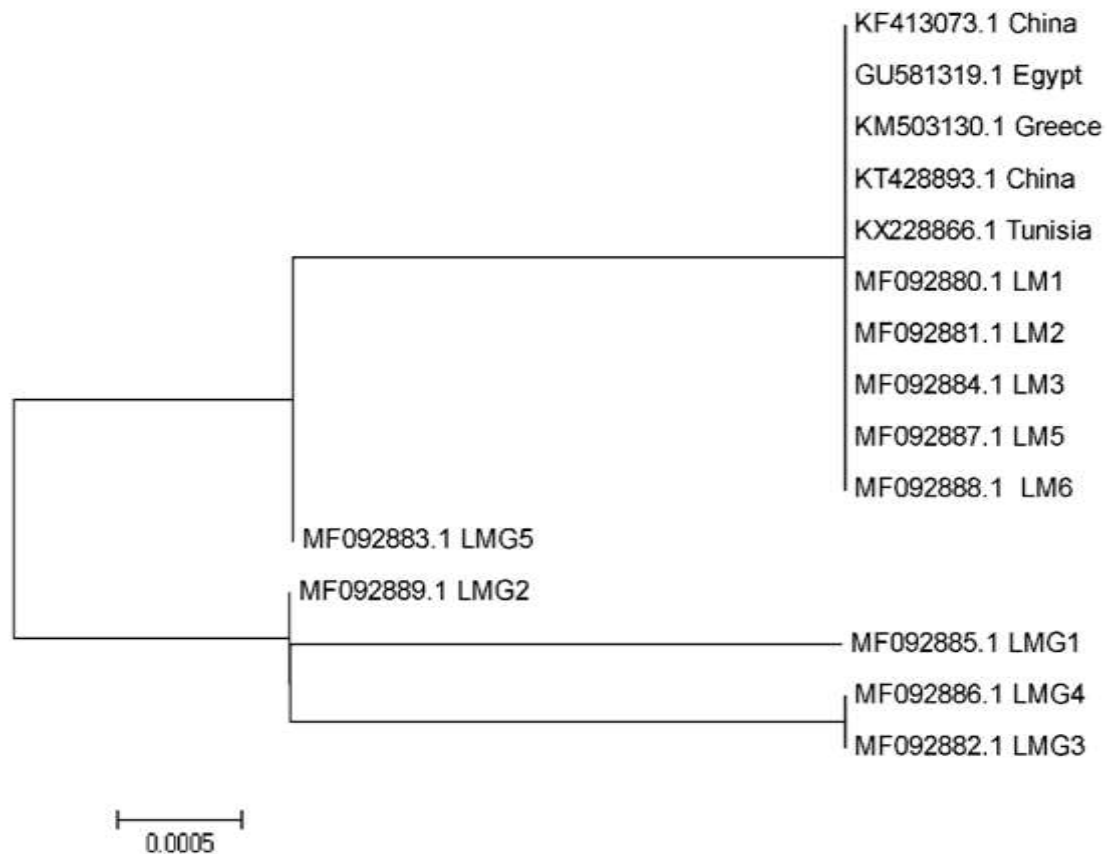 KF413073.1 China
GU581319.1 Egypt
KM503130.1 Greece
KT428893.1 China
KX228866.1 Tunisia
MF092880.1 LM1
MF092881.1 LM2
MF092884.1 LM3
MF092887.1 LM5
MF092888.1 LM6
MF092883.1 LMG5
MF092889.1 LMG2
MF092885.1 LMG1
MF092886.1 LMG4
MF092882.1 LMG3
0.0005